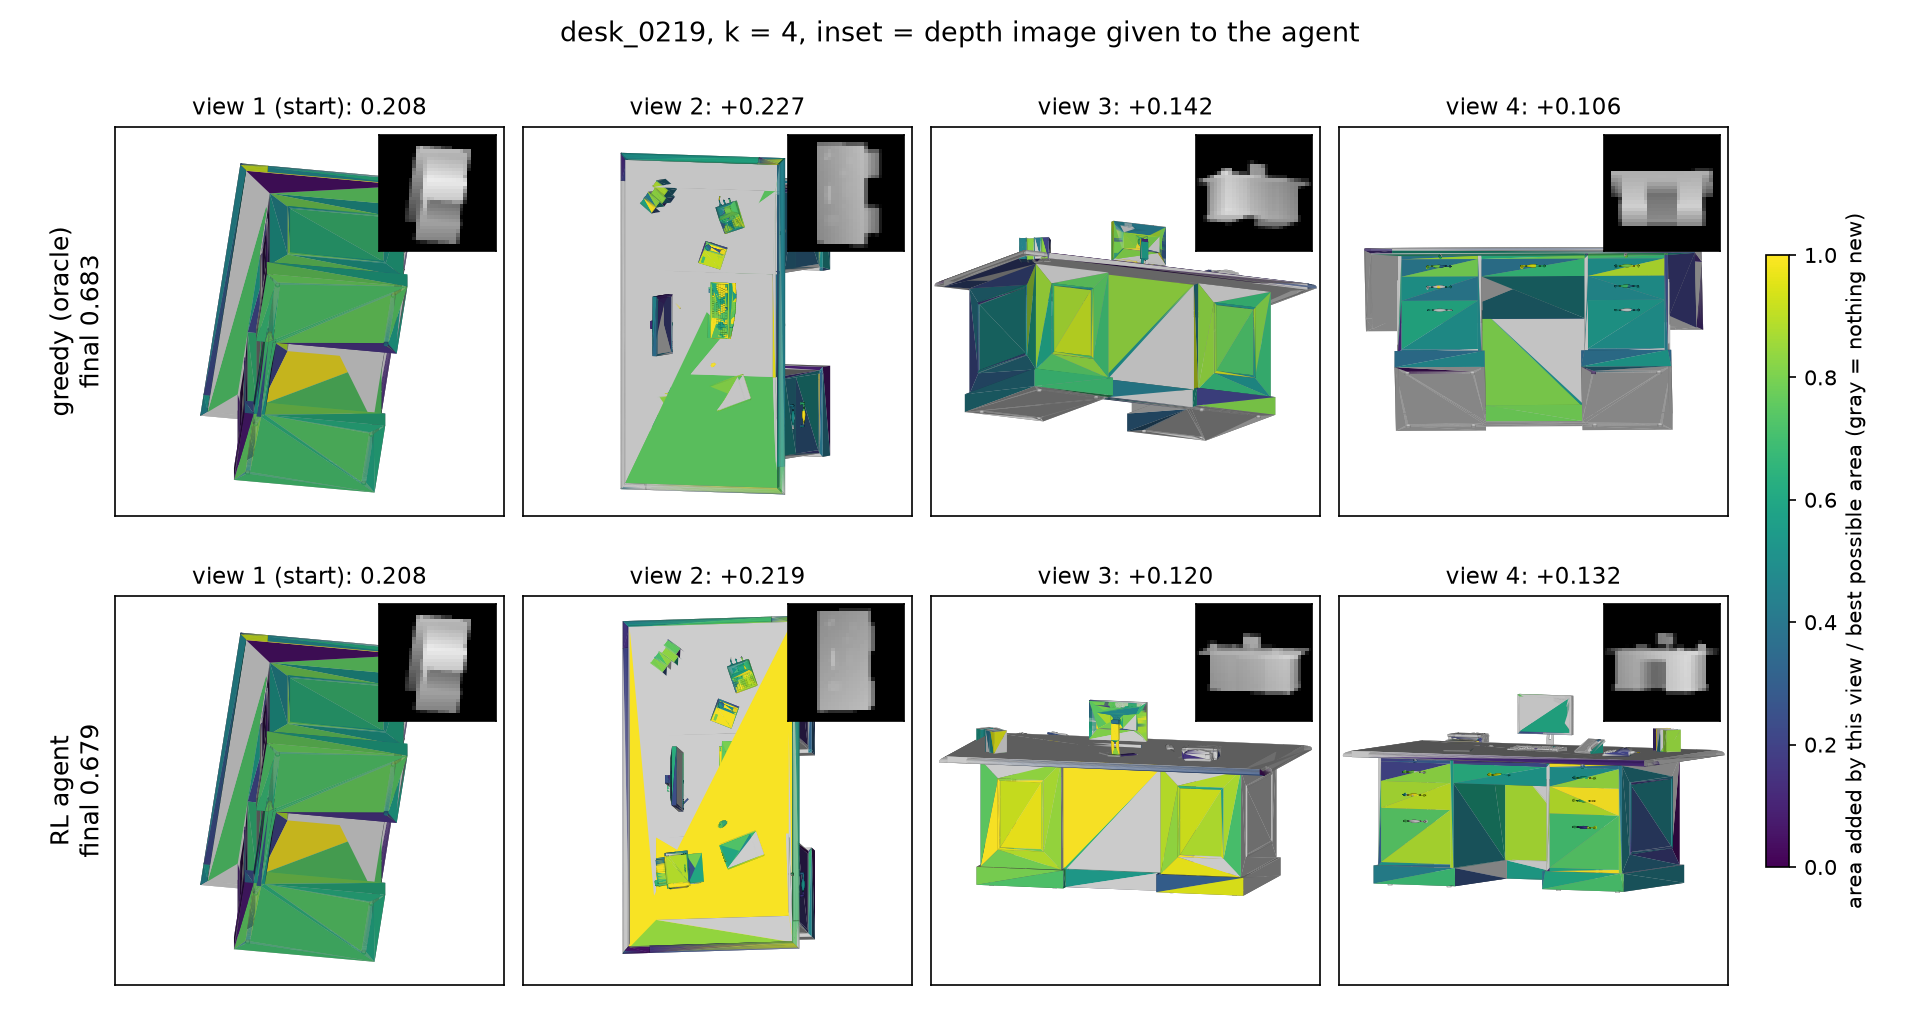 desk_0219, k = 4, inset = depth image given to the agent
view 1 (start): 0.208
view 2: +0.227
view 3: +0.142
view 4: +0.106
greedy (oracle)
final 0.683
view 1 (start): 0.208
view 2: +0.219
view 3: +0.120
view 4: +0.132
RL agent
final 0.679
1.0
0.8
0.6
0.4
0.2
0.0
area added by this view / best possible area (gray = nothing new)